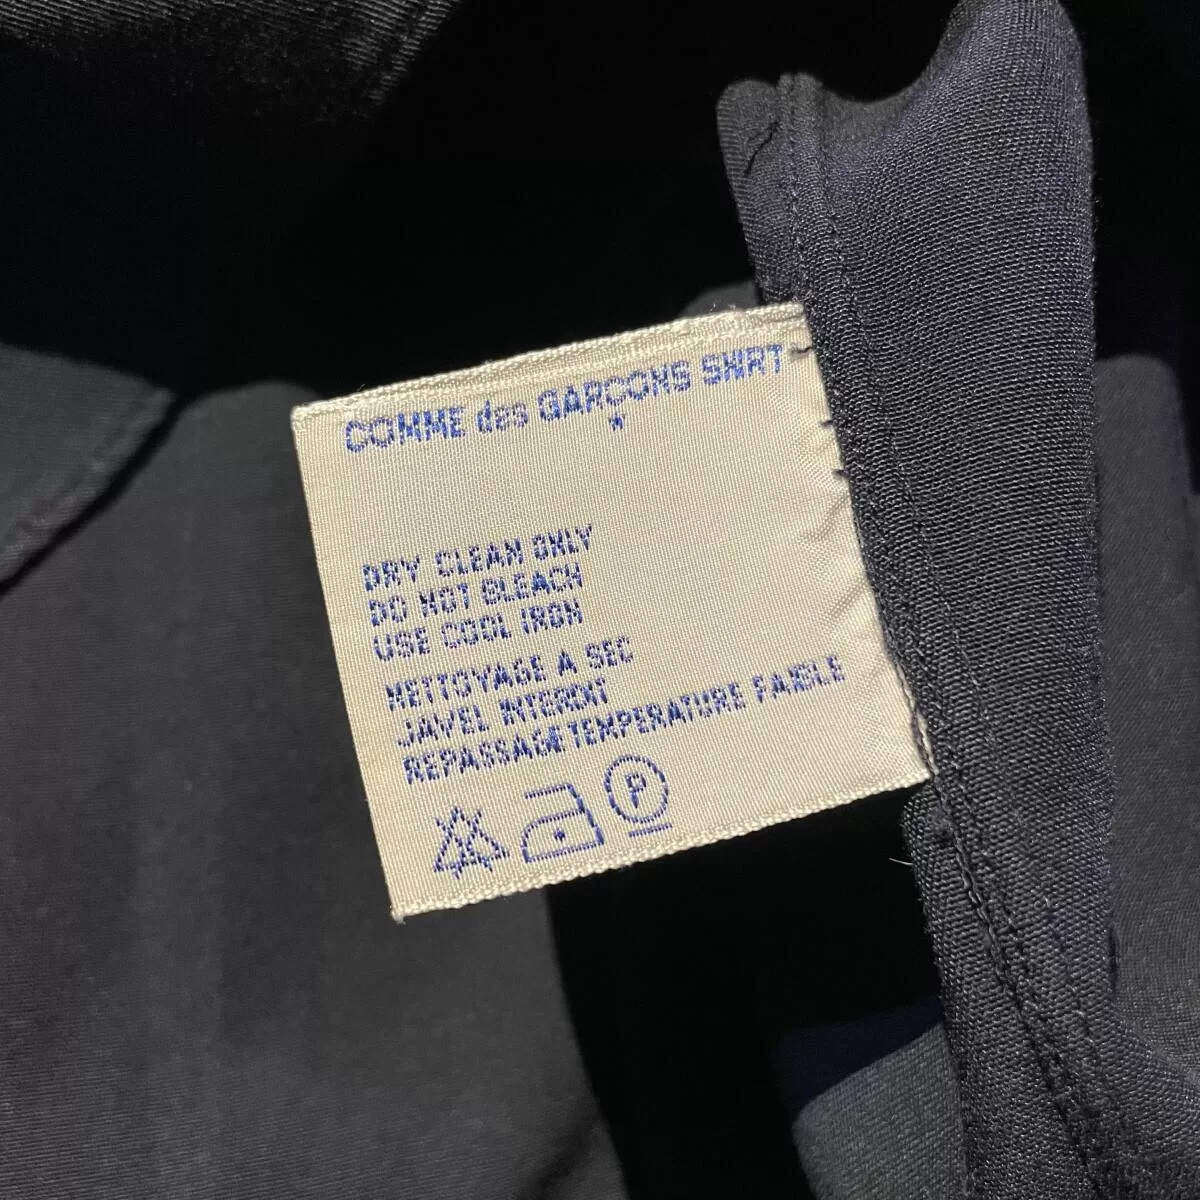 COMME des GARÇONS SHIRT
DRY CLEAN ONLY
DO NOT BLEACH
USE COOL IRON
NETTOYAGE A SEC
JAVEL INTERDIT
REPASSAGE TEMPERATURE FAIBLE
P